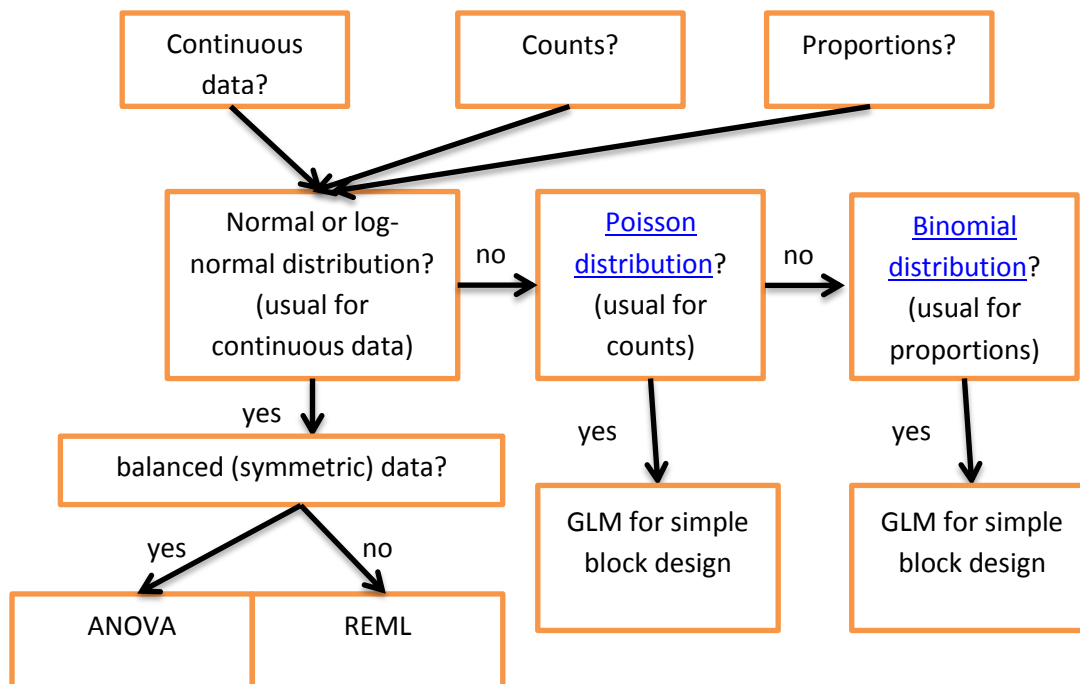 Continuous
data?
Counts?
Proportions?
Normal or log-
normal distribution?
(usual for
continuous data)
no
Poisson
distribution?
(usual for
counts)
no
Binomial
distribution?
(usual for
proportions)
yes
balanced (symmetric) data?
yes
no
ANOVA
REML
yes
GLM for simple
block design
yes
GLM for simple
block design